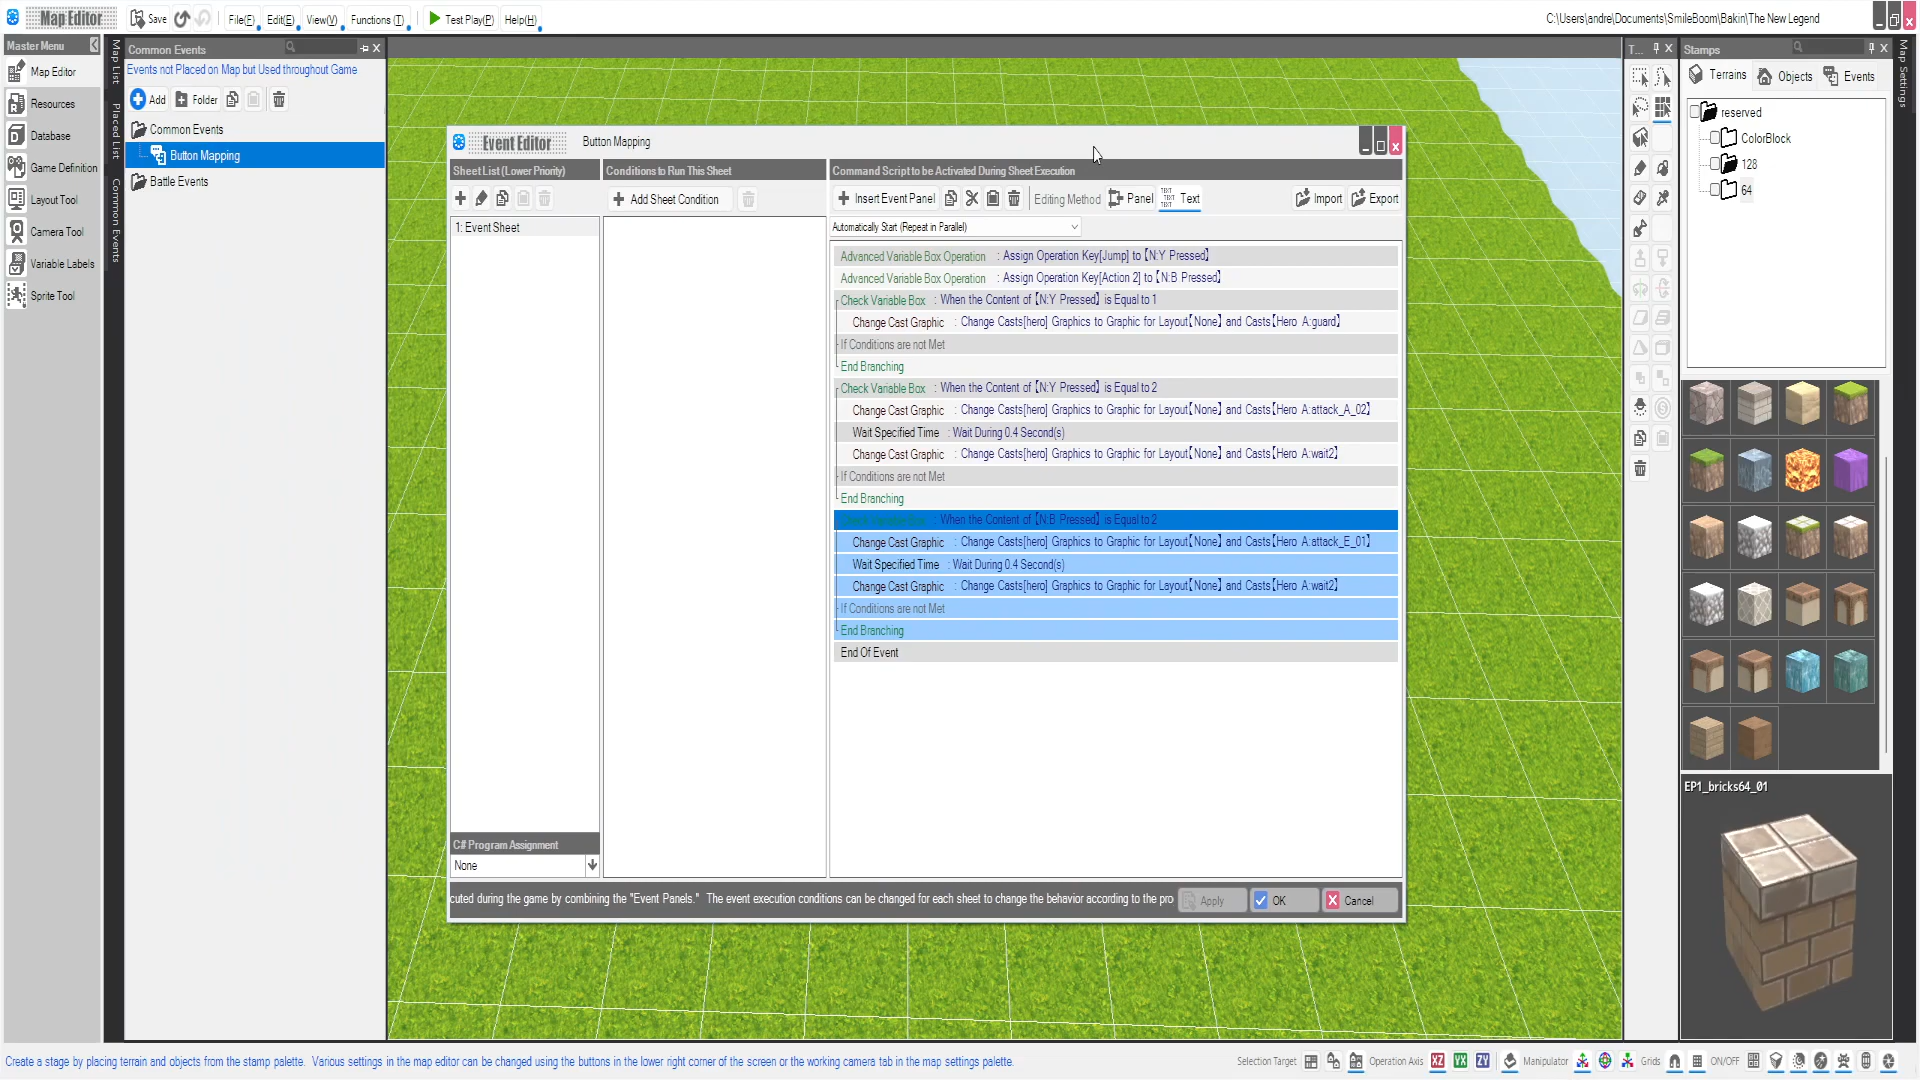 Map Editor
Save
File(F)
Edit(E)
View(V)
Functions (T)
Test Play(P)
Help(H)
C:\Users\andre\Documents\SmileBoom\Bakin\The New Legend
Master Menu
Map Editor
Resources
Database
Game Definition
Layout Tool
Camera Tool
Variable Labels
Sprite Tool
Map List
Placed List
Common Events
Common Events
Events not Placed on Map but Used throughout Game
Add
Folder
Common Events
Button Mapping
Battle Events
Event Editor
Button Mapping
Sheet List (Lower Priority)
Conditions to Run This Sheet
Command Script to be Activated During Sheet Execution
Add Sheet Condition
Insert Event Panel
Editing Method
Panel
TEXT
TEXT
TEXT
Text
Import
Export
1: Event Sheet
Automatically Start (Repeat in Parallel)
Advanced Variable Box Operation : Assign Operation Key[Jump] to【N:Y Pressed】
Advanced Variable Box Operation : Assign Operation Key[Action 2] to【N:B Pressed】
Check Variable Box : When the Content of【N:Y Pressed】is Equal to 1
Change Cast Graphic : Change Casts[hero] Graphics to Graphic for Layout【None】and Casts【Hero A:guard】
If Conditions are not Met
End Branching
Check Variable Box : When the Content of【N:Y Pressed】is Equal to 2
Change Cast Graphic : Change Casts[hero] Graphics to Graphic for Layout【None】and Casts【Hero A:attack_A_02】
Wait Specified Time : Wait During 0.4 Second(s)
Change Cast Graphic : Change Casts[hero] Graphics to Graphic for Layout【None】and Casts【Hero A:wait2】
If Conditions are not Met
End Branching
Check Variable Box : When the Content of【N:B Pressed】is Equal to 2
Change Cast Graphic : Change Casts[hero] Graphics to Graphic for Layout【None】and Casts【Hero A:attack_E_01】
Wait Specified Time : Wait During 0.4 Second(s)
Change Cast Graphic : Change Casts[hero] Graphics to Graphic for Layout【None】and Casts【Hero A:wait2】
If Conditions are not Met
End Branching
End Of Event
C# Program Assignment
None
cuted during the game by combining the "Event Panels." The event execution conditions can be changed for each sheet to change the behavior according to the pro
Apply
OK
Cancel
T...
Stamps
Terrains
Objects
Events
reserved
ColorBlock
128
64
EP1_bricks64_01
Map Settings
Create a stage by placing terrain and objects from the stamp palette. Various settings in the map editor can be changed using the buttons in the lower right corner of the screen or the working camera tab in the map settings palette.
Selection Target
Operation Axis
XZ
YX
ZY
Manipulator
Grids
ON/OFF